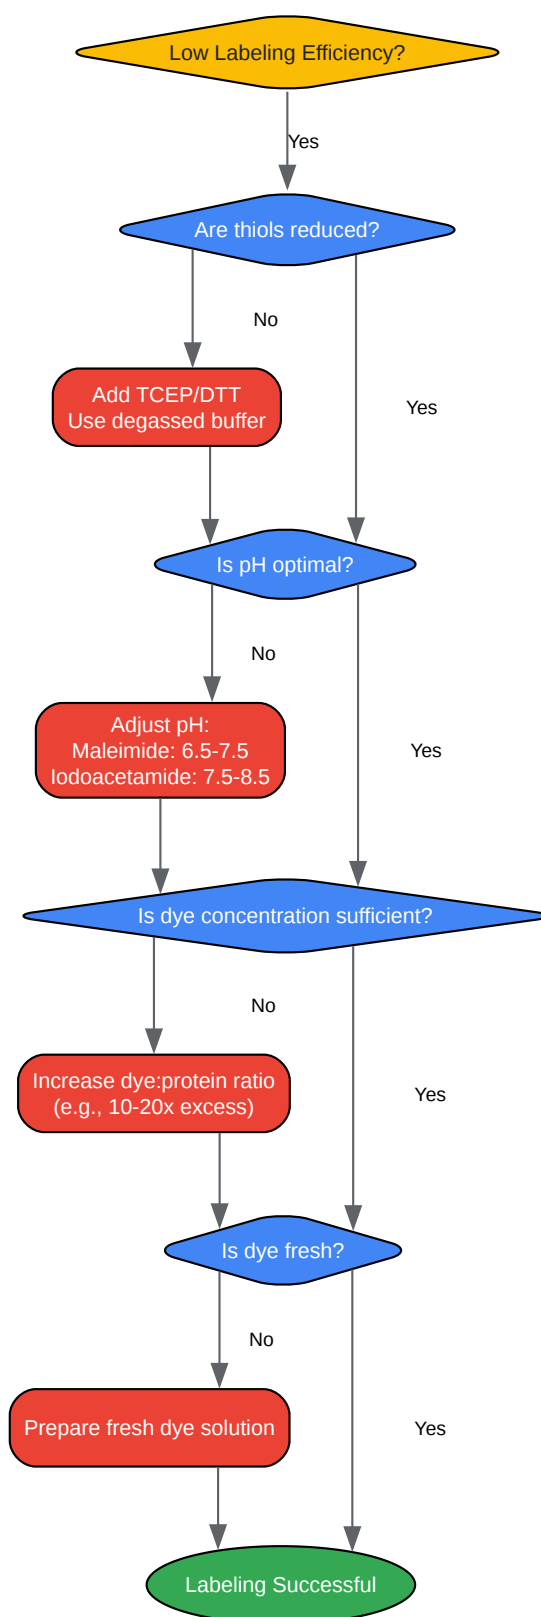 Low Labeling Efficiency?
Yes
Are thiols reduced?
No
Add TCEP/DTT
Use degassed buffer
Yes
Is pH optimal?
No
Adjust pH:
Maleimide: 6.5-7.5
Iodoacetamide: 7.5-8.5
Yes
Is dye concentration sufficient?
No
Increase dye:protein ratio
(e.g., 10-20x excess)
Yes
Is dye fresh?
No
Prepare fresh dye solution
Yes
Labeling Successful